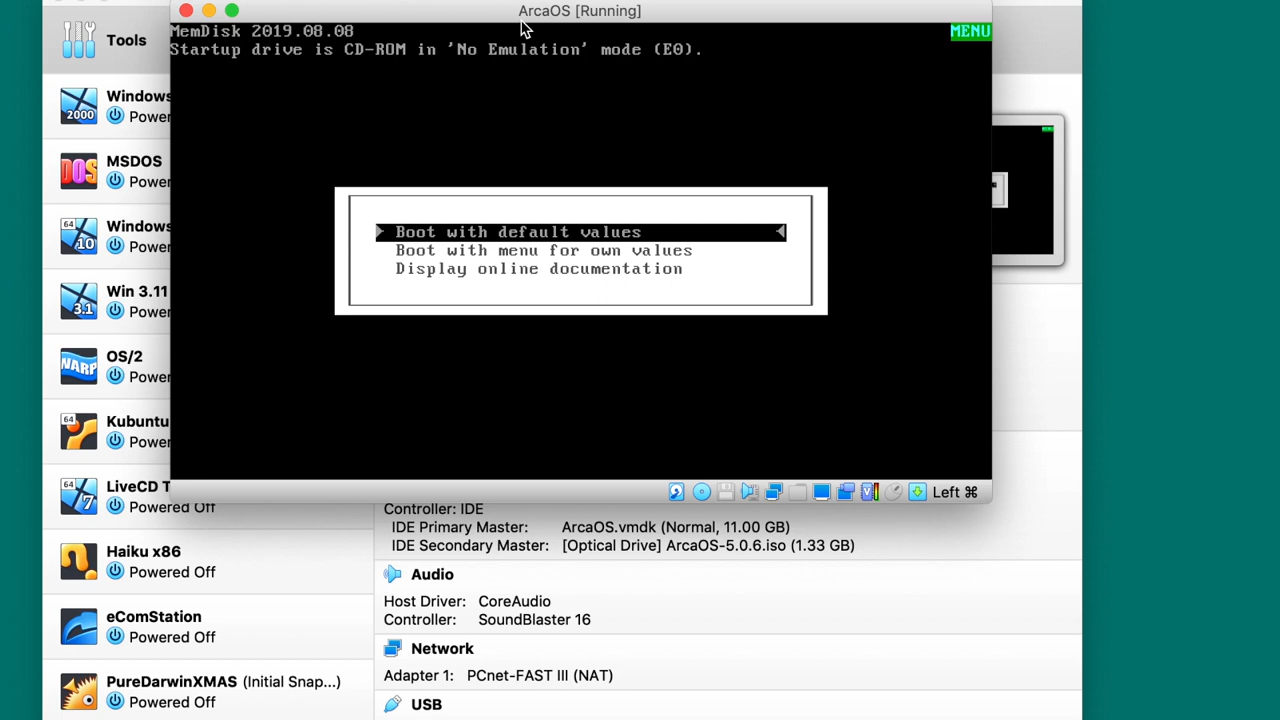 ArcaOS [Running]
MemDisk 2019.08.08
MENU
Startup drive is CD-ROM in 'No Emulation' mode (E0).
Boot with default values
Boot with menu for own values
Display online documentation
Left ⌘
Tools
2000
Windows
Power
DOS
MSDOS
Power
64
10
Windows
Power
3.1
Win 3.11
Power
WARP
OS/2
Power
64
Kubuntu
Power
64
7
LiveCD T
Powered Off
Haiku x86
Powered Off
eComStation
Powered Off
PureDarwinXMAS (Initial Snap...)
Powered Off
Controller: IDE
IDE Primary Master: ArcaOS.vmdk (Normal, 11.00 GB)
IDE Secondary Master: [Optical Drive] ArcaOS-5.0.6.iso (1.33 GB)
Audio
Host Driver: CoreAudio
Controller: SoundBlaster 16
Network
Adapter 1: PCnet-FAST III (NAT)
USB